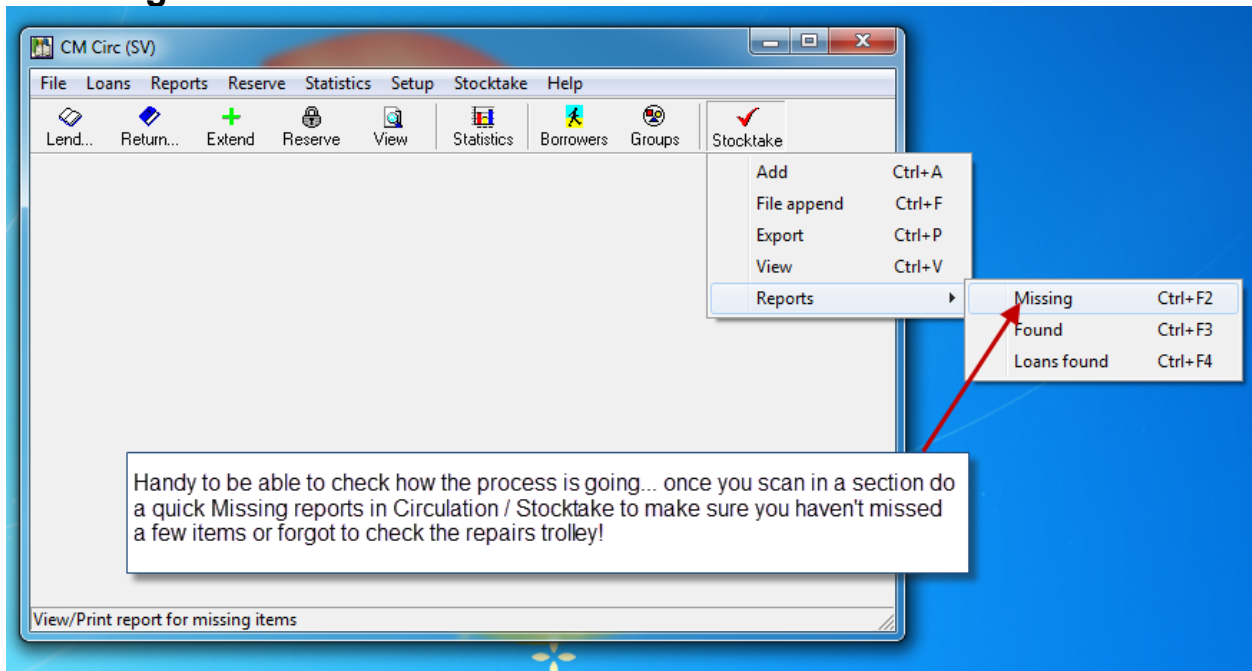 CM Circ (SV)
File Loans Reports Reserve Statistics Setup Stocktake Help
Lend... Return... Extend Reserve View Statistics Borrowers Groups Stocktake
Add Ctrl+A
File append Ctrl+F
Export Ctrl+P
View Ctrl+V
Reports
Missing Ctrl+F2
Found Ctrl+F3
Loans found Ctrl+F4
Handy to be able to check how the process is going... once you scan in a section do
a quick Missing reports in Circulation / Stocktake to make sure you haven't missed
a few items or forgot to check the repairs trolley!
View/Print report for missing items